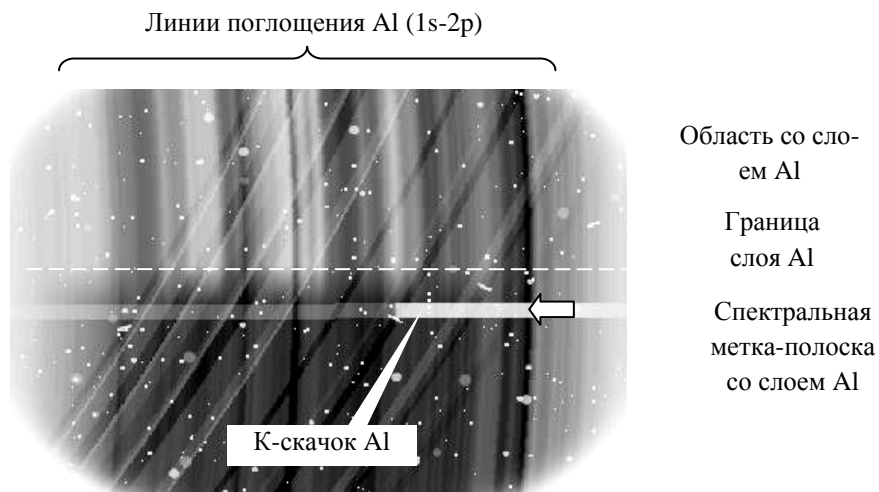 Линии поглощения Al (1s-2p)
Область со сло-
ем Al
Граница
слоя Al
Спектральная
метка-полоска
со слоем Al
К-скачок Al